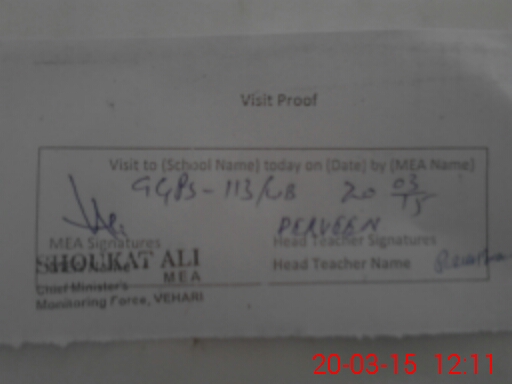 Visit Proof
Visit to (School Name) today on (Date) by (MEA Name)
GGPS - 113/EB 20 03/15
PERVEEN
MEA Signatures Head Teacher Signatures
SHOUKAT ALI Head Teacher Name
MEA
Chief Minister's
Monitoring Force, VEHARI
20-03-15 12:11